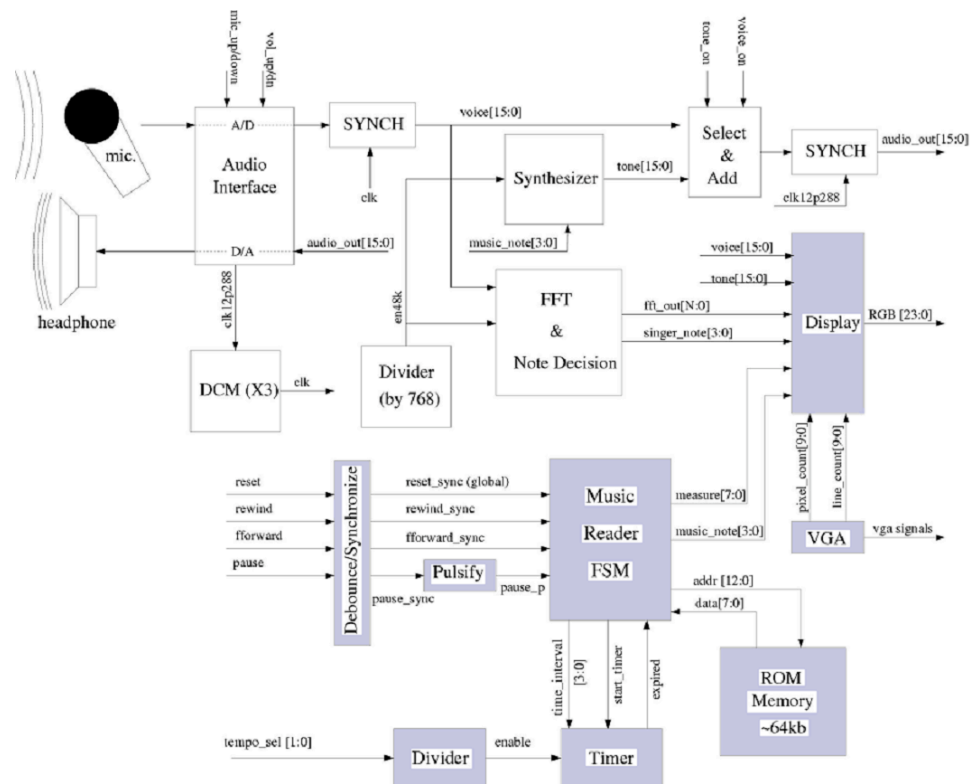 mic_up/down
vol_up/dn
tone_on
voice_on
mic.
A/D
Audio
Interface
D/A
SYNCH
clk
voice[15:0]
Synthesizer
tone[15:0]
music_note[3:0]
Select
&
Add
SYNCH
audio_out[15:0]
clk12p288
audio_out[15:0]
headphone
clk12p288
en48k
DCM (X3)
clk
Divider
(by 768)
FFT
&
Note Decision
fft_out[N:0]
singer_note[3:0]
voice[15:0]
tone[15:0]
Display
RGB [23:0]
pixel_count[9:0]
line_count[9:0]
VGA
vga signals
reset
rewind
fforward
pause
Debounce/Synchronize
reset_sync (global)
rewind_sync
fforward_sync
pause_sync
Pulsify
pause_p
Music
Reader
FSM
measure[7:0]
music_note[3:0]
addr [12:0]
data[7:0]
ROM
Memory
~64kb
time_interval
[3:0]
start_timer
expired
tempo_sel [1:0]
Divider
enable
Timer